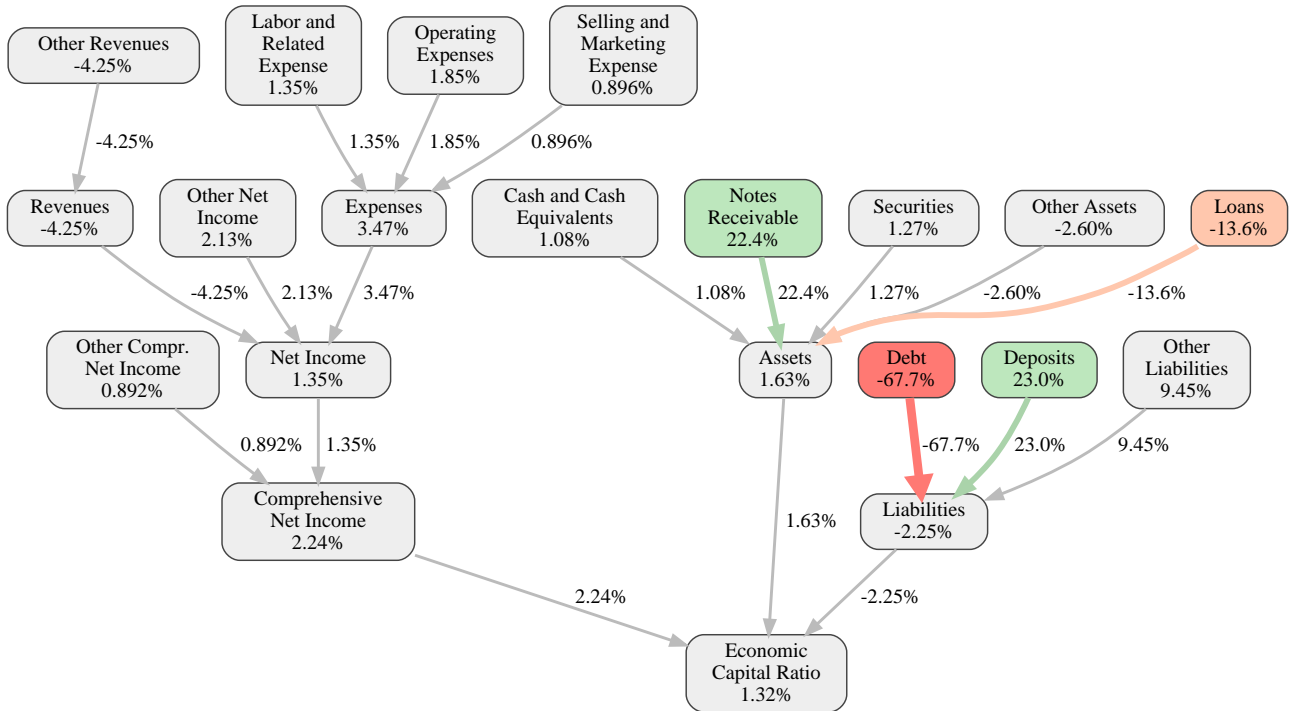 Other Revenues
-4.25%
Labor and
Related
Expense
1.35%
Operating
Expenses
1.85%
Selling and
Marketing
Expense
0.896%
-4.25%
1.35%
1.85%
0.896%
Revenues
-4.25%
Other Net
Income
2.13%
Expenses
3.47%
Cash and Cash
Equivalents
1.08%
Notes
Receivable
22.4%
Securities
1.27%
Other Assets
-2.60%
Loans
-13.6%
-4.25%
2.13%
3.47%
1.08%
22.4%
1.27%
-2.60%
-13.6%
Other Compr.
Net Income
0.892%
Net Income
1.35%
Assets
1.63%
Debt
-67.7%
Deposits
23.0%
Other
Liabilities
9.45%
0.892%
1.35%
-67.7%
23.0%
9.45%
Comprehensive
Net Income
2.24%
1.63%
Liabilities
-2.25%
2.24%
-2.25%
Economic
Capital Ratio
1.32%